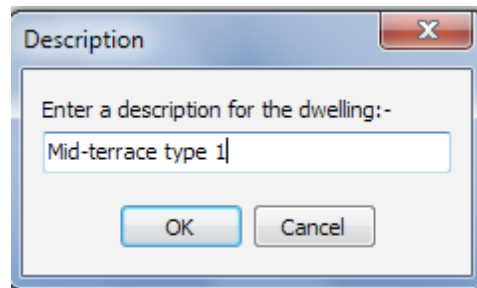 Description
Enter a description for the dwelling:-
Mid-terrace type 1
OK
Cancel